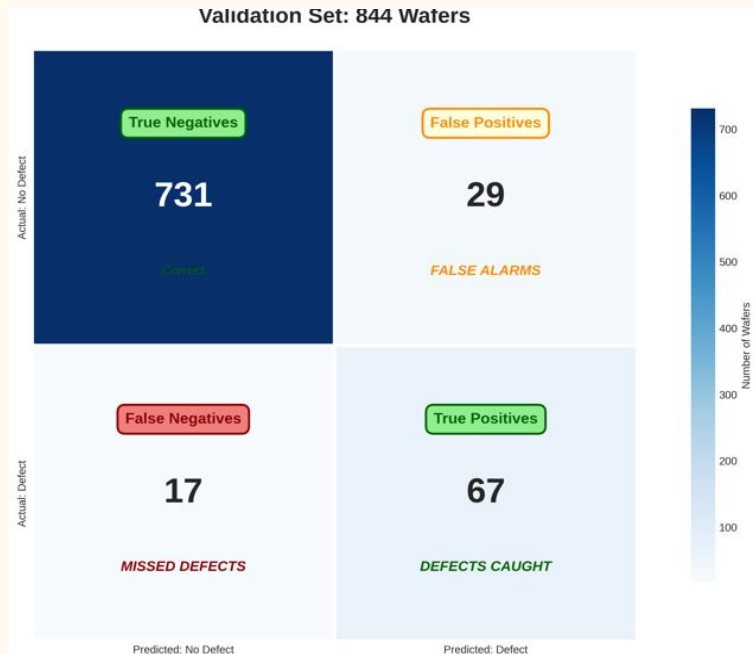 Validation Set: 844 Wafers
Actual: No Defect
True Negatives
731
Correct
False Positives
29
FALSE ALARMS
Actual: Defect
False Negatives
17
MISSED DEFECTS
True Positives
67
DEFECTS CAUGHT
Predicted: No Defect
Predicted: Defect
700
600
500
400
300
200
100
Number of Wafers